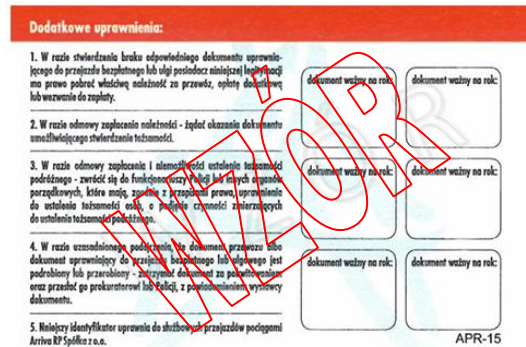 Dodatkowe uprawnienia:
1. W razie stwierdzenia braku odpowiedniego dokumentu uprawnia-
jącego do przejazdu bezpłatnego lub ulgi posiadacz niniejszej legitymacji
ma prawo pobrać właściwą należność za przewóz, opłatę dodatkową
lub wezwanie do zapłaty.
2. W razie odmowy zapłacenia należności - żądać okazania dokumentu
umożliwiającego stwierdzenie tożsamości.
3. W razie odmowy zapłacenia i niemożliwości ustalenia tożsamości
podróżnego - zwrócić się do funkcjonariuszy Policji lub innych organów
porządkowych, które mają, zgodnie z przepisami prawa, uprawnienia
do ustalenia tożsamości osób, o podjęcie czynności zmierzających
do ustalenia tożsamości podróżnego.
4. W razie uzasadnionego podejrzenia, że dokument przewozu albo
dokument uprawniający do przejazdu bezpłatnego lub ulgowego jest
podrobiony lub przerobiony - zatrzymać dokument za pokwitowaniem
oraz przesłać go prokuratorowi lub Policji, z powiadomieniem wystawcy
dokumentu.
5. Niniejszy identyfikator uprawnia do służbowych przejazdów pociągami
Arriva RP Spółka z o.o.
dokument ważny na rok: dokument ważny na rok:
dokument ważny na rok: dokument ważny na rok:
dokument ważny na rok: dokument ważny na rok:
APR-15
WZÓR